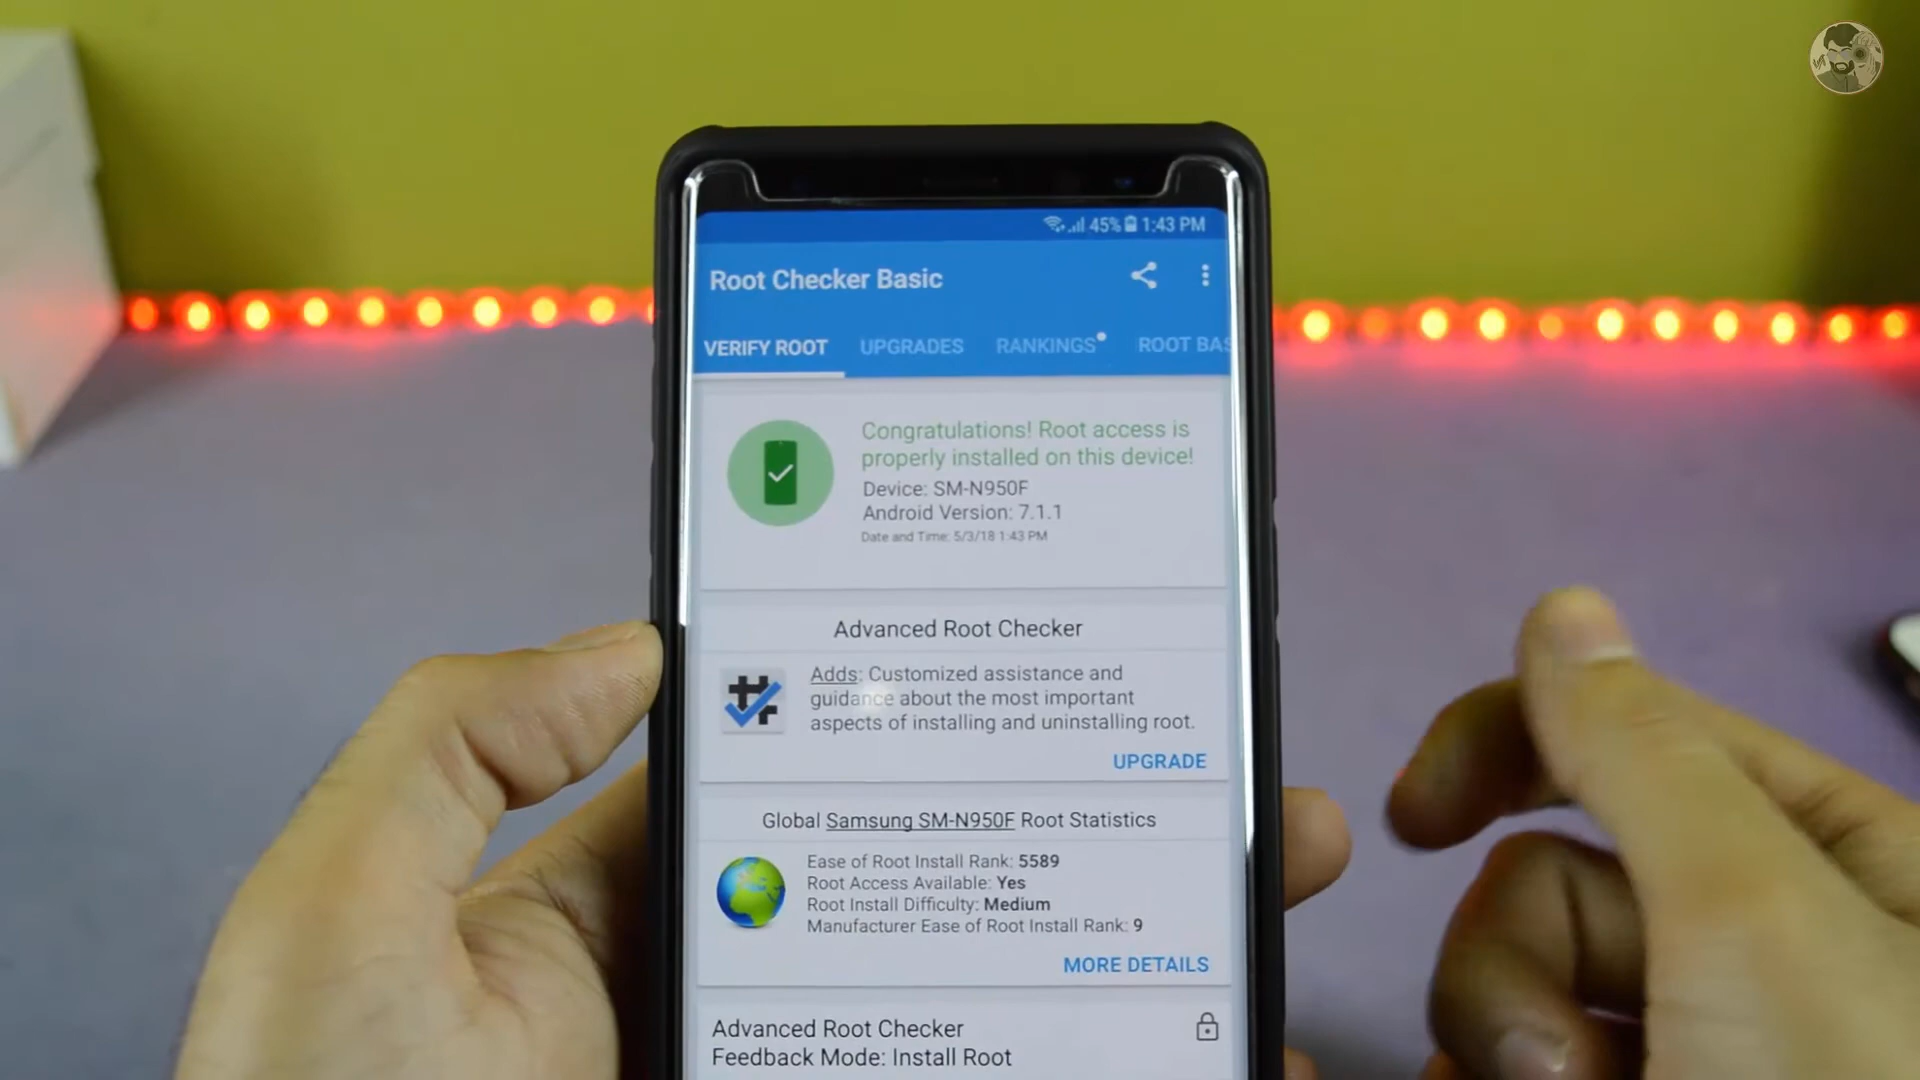 45% 1:43 PM
Root Checker Basic
VERIFY ROOT UPGRADES RANKINGS ROOT BAS
Congratulations! Root access is
properly installed on this device!
Device: SM-N950F
Android Version: 7.1.1
Date and Time: 5/3/18 1:43 PM
Advanced Root Checker
Adds: Customized assistance and
guidance about the most important
aspects of installing and uninstalling root.
UPGRADE
Global Samsung SM-N950F Root Statistics
Ease of Root Install Rank: 5589
Root Access Available: Yes
Root Install Difficulty: Medium
Manufacturer Ease of Root Install Rank: 9
MORE DETAILS
Advanced Root Checker
Feedback Mode: Install Root